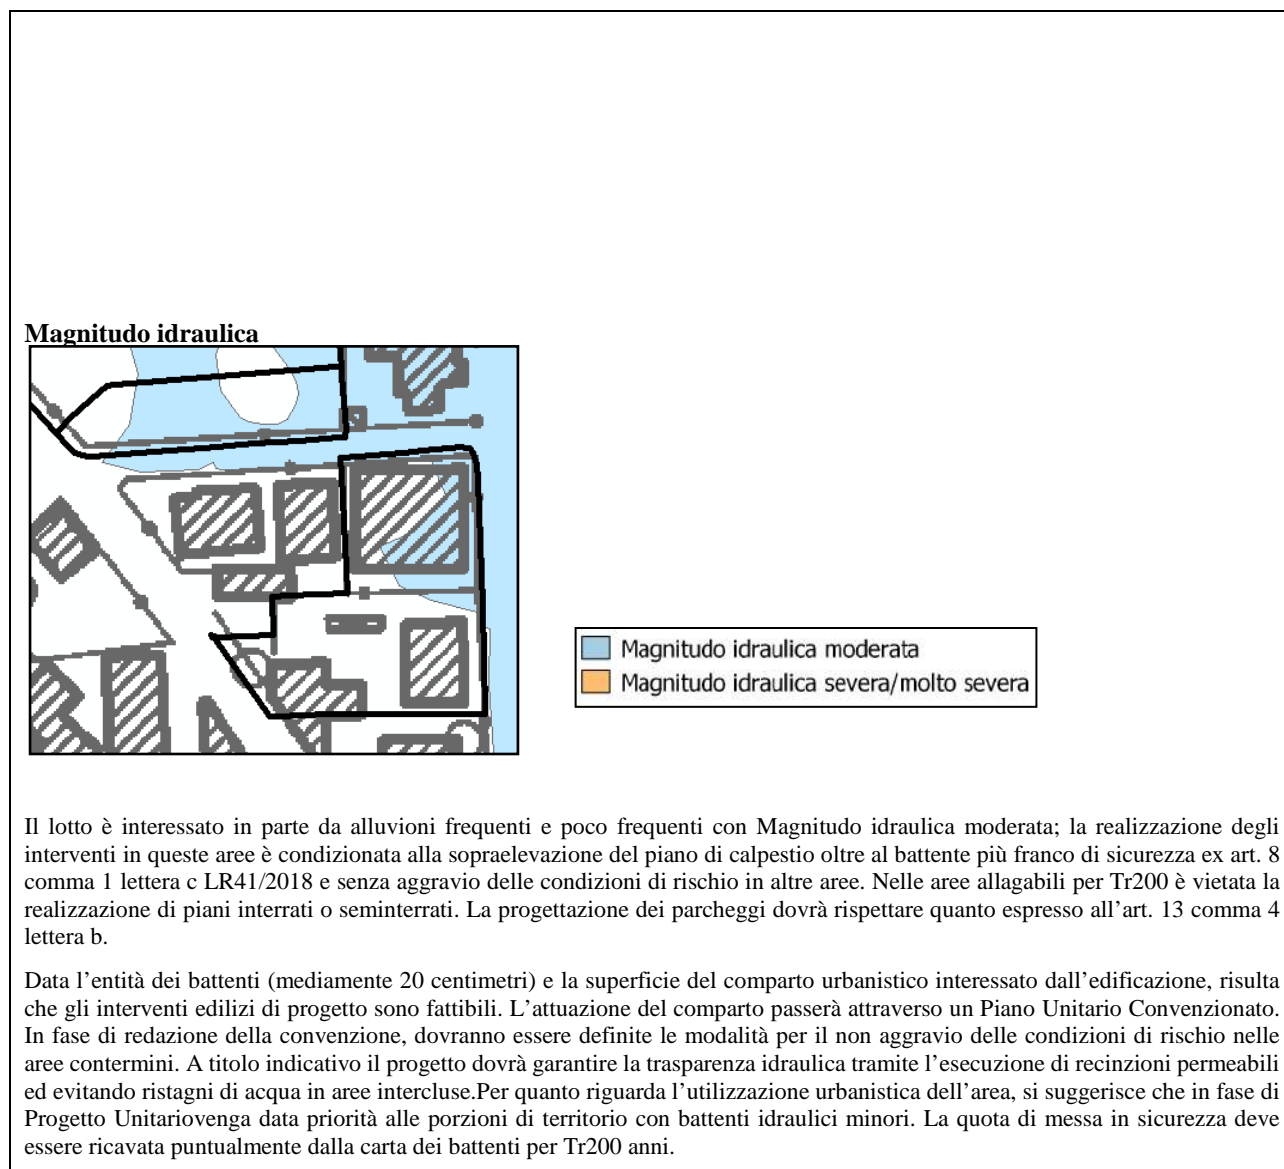 Magnitudo idraulica
Magnitudo idraulica moderata
Magnitudo idraulica severa/molto severa
Il lotto è interessato in parte da alluvioni frequenti e poco frequenti con Magnitudo idraulica moderata; la realizzazione degli
interventi in queste aree è condizionata alla sopraelevazione del piano di calpestio oltre al battente più franco di sicurezza ex art. 8
comma 1 lettera c LR41/2018 e senza aggravio delle condizioni di rischio in altre aree. Nelle aree allagabili per Tr200 è vietata la
realizzazione di piani interrati o seminterrati. La progettazione dei parcheggi dovrà rispettare quanto espresso all'art. 13 comma 4
lettera b.
Data l'entità dei battenti (mediamente 20 centimetri) e la superficie del comparto urbanistico interessato dall'edificazione, risulta
che gli interventi edilizi di progetto sono fattibili. L'attuazione del comparto passerà attraverso un Piano Unitario Convenzionato.
In fase di redazione della convenzione, dovranno essere definite le modalità per il non aggravio delle condizioni di rischio nelle
aree contermini. A titolo indicativo il progetto dovrà garantire la trasparenza idraulica tramite l'esecuzione di recinzioni permeabili
ed evitando ristagni di acqua in aree intercluse.Per quanto riguarda l'utilizzazione urbanistica dell'area, si suggerisce che in fase di
Progetto Unitariovenga data priorità alle porzioni di territorio con battenti idraulici minori. La quota di messa in sicurezza deve
essere ricavata puntualmente dalla carta dei battenti per Tr200 anni.